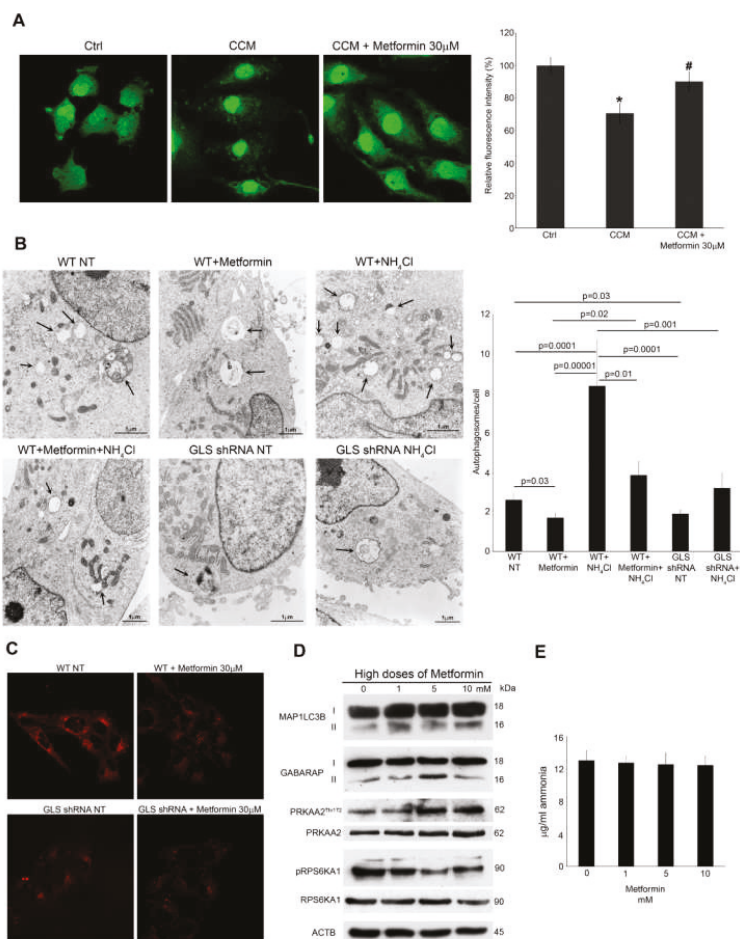 A
Ctrl
CCM
CCM + Metformin 30µM
Relative fluorescence intensity (%)
120
100
80
60
40
20
0
*
#
Ctrl
CCM
CCM +
Metformin 30µM
B
WT NT
WT+Metformin
WT+NH₄Cl
1µm
1µm
1µm
WT+Metformin+NH₄Cl
GLS shRNA NT
GLS shRNA NH₄Cl
1µm
1µm
1µm
Autophagosomes/cell
12
10
8
6
4
2
0
p=0.03
p=0.02
p=0.001
p=0.0001
p=0.0001
p=0.00001
p=0.01
p=0.03
WT
NT
WT+
Metformin
WT+
NH₄Cl
WT+
Metformin+
NH₄Cl
GLS
shRNA
NT
GLS
shRNA+
NH₄Cl
C
WT NT
WT + Metformin 30µM
GLS shRNA NT
GLS shRNA + Metformin 30µM
D
High doses of Metformin
0 1 5 10 mM kDa
MAP1LC3B I 18
II 16
GABARAP I 18
II 16
PRKAA2 62
PRKAA2 62
pRPS6KA1 90
RPS6KA1 90
ACTB 45
E
µg/ml ammonia
16
12
8
4
0
0 1 5 10
Metformin
mM